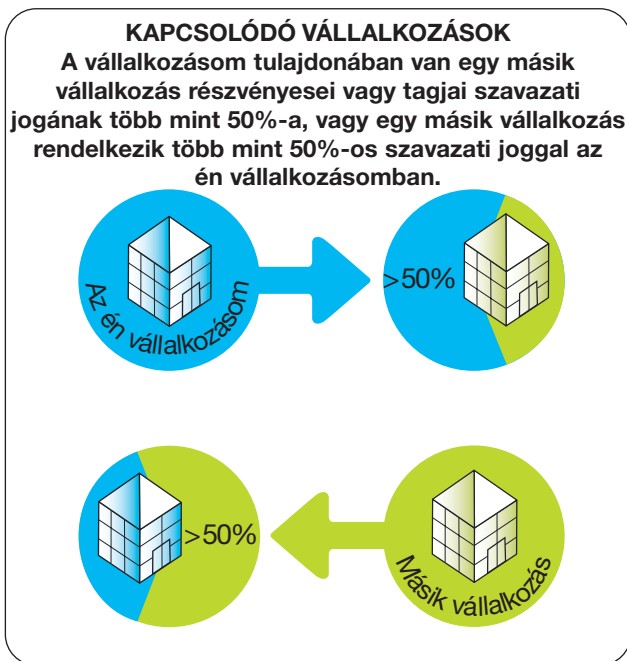 KAPCSOLÓDÓ VÁLLALKOZÁSOK
A vállalkozásom tulajdonában van egy másik
vállalkozás részvényesei vagy tagjai szavazati
jogának több mint 50%-a, vagy egy másik vállalkozás
rendelkezik több mint 50%-os szavazati joggal az
én vállalkozásomban.
Az én vállalkozásom
>50%
>50%
Másik vállalkozás